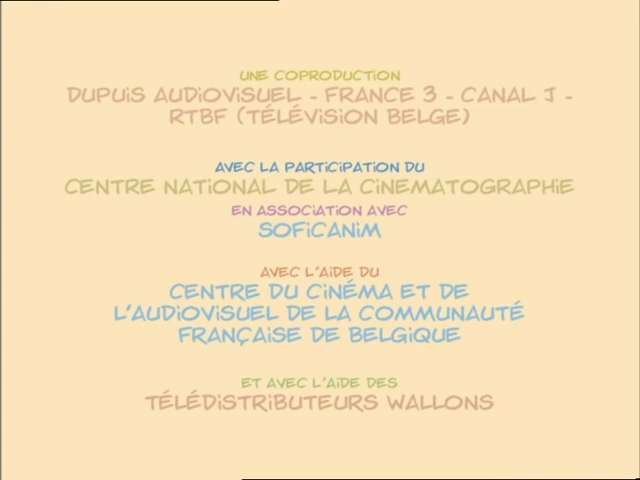 UNE COPRODUCTION
DUPUIS AUDIOVISUEL - FRANCE 3 - CANAL J -
RTBF (TÉLÉVISION BELGE)
AVEC LA PARTICIPATION DU
CENTRE NATIONAL DE LA CINEMATOGRAPHIE
EN ASSOCIATION AVEC
SOFICANIM
AVEC L'AIDE DU
CENTRE DU CINÉMA ET DE
L'AUDIOVISUEL DE LA COMMUNAUTÉ
FRANÇAISE DE BELGIQUE
ET AVEC L'AIDE DES
TÉLÉDISTRIBUTEURS WALLONS